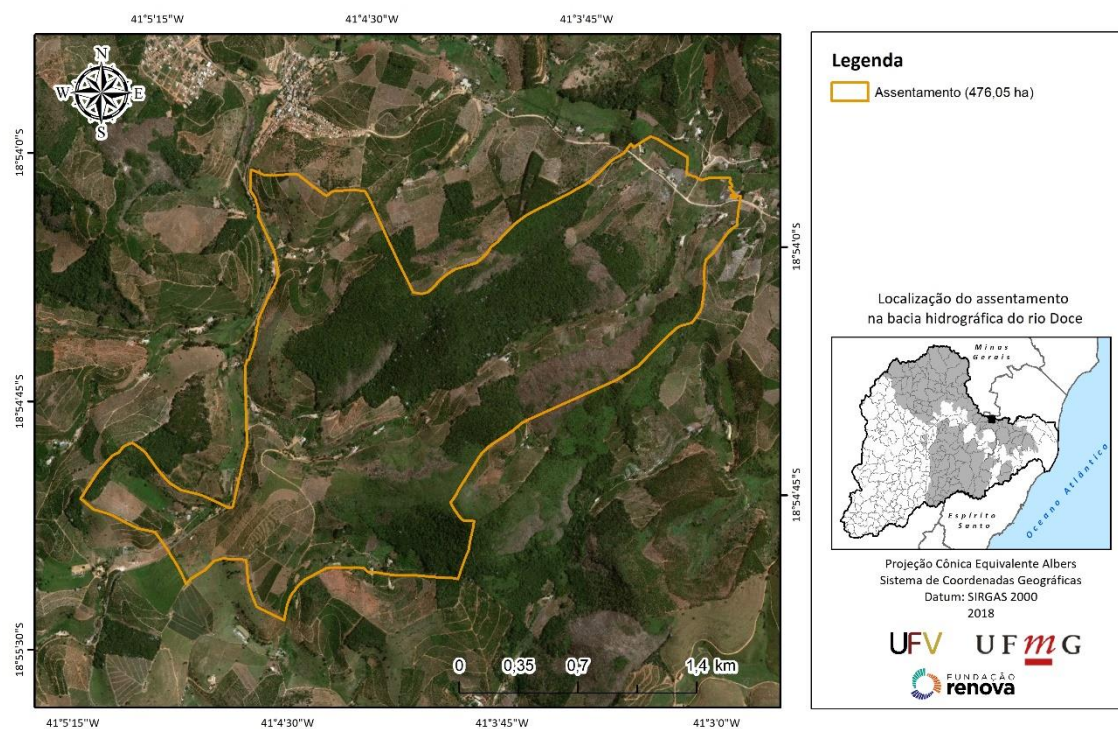 41°5'15"W
41°4'30"W
41°3'45"W
N
W
E
S
18°54'0"S
18°54'45"S
18°55'30"S
18°54'0"S
18°54'45"S
0
0,35
0,7
1,4 km
41°5'15"W
41°4'30"W
41°3'45"W
41°3'0"W
Legenda
Assentamento (476,05 ha)
Localização do assentamento
na bacia hidrográfica do rio Doce
Minas
Gerais
Espírito
Santo
Oceano Atlântico
Projeção Cônica Equivalente Albers
Sistema de Coordenadas Geográficas
Datum: SIRGAS 2000
2018
UFV
UFmG
FUNDAÇÃO
renova